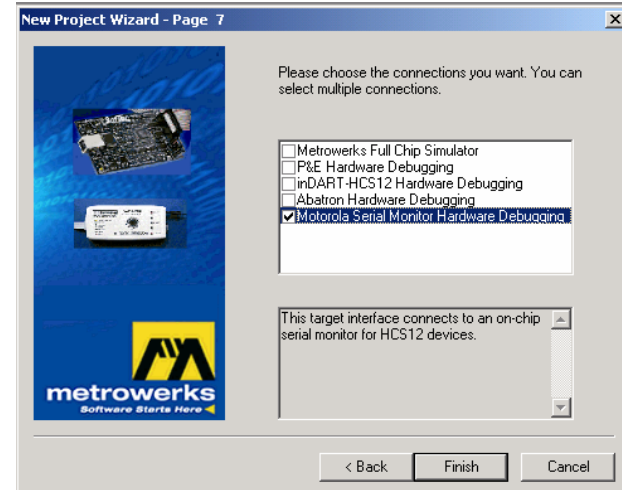 New Project Wizard - Page 7
Please choose the connections you want. You can
select multiple connections.
Metrowerks Full Chip Simulator
P&E Hardware Debugging
inDART-HCS12 Hardware Debugging
Abatron Hardware Debugging
Motorola Serial Monitor Hardware Debugging
This target interface connects to an on-chip
serial monitor for HCS12 devices.
metrowerks
Software Starts Here
< Back
Finish
Cancel